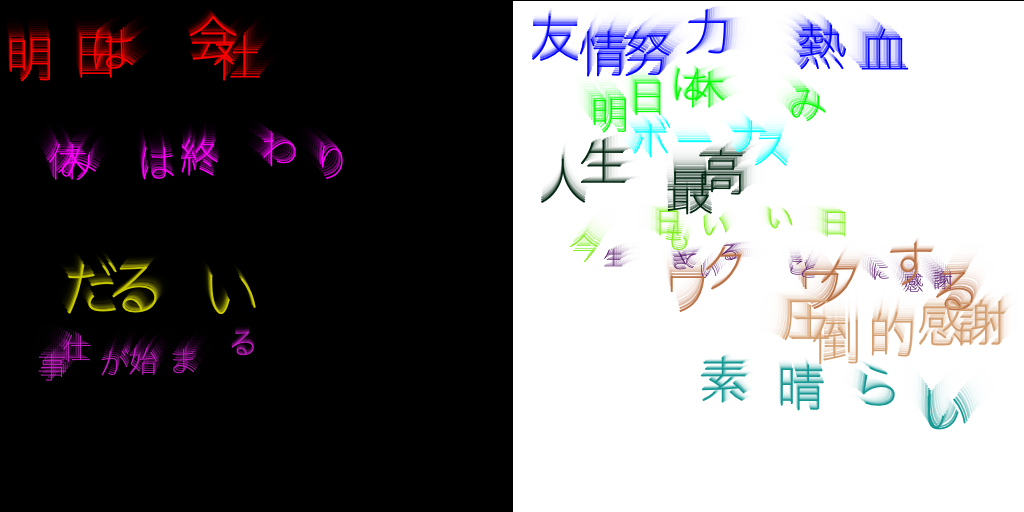 明日は会社
休みは終わり
だるい
仕事が始まる
友情努力熱血
明日は休み
ボーナス
人生最高
今日もいい日
生きていることに感謝
ワクワクする
圧倒的感謝
素晴らしい